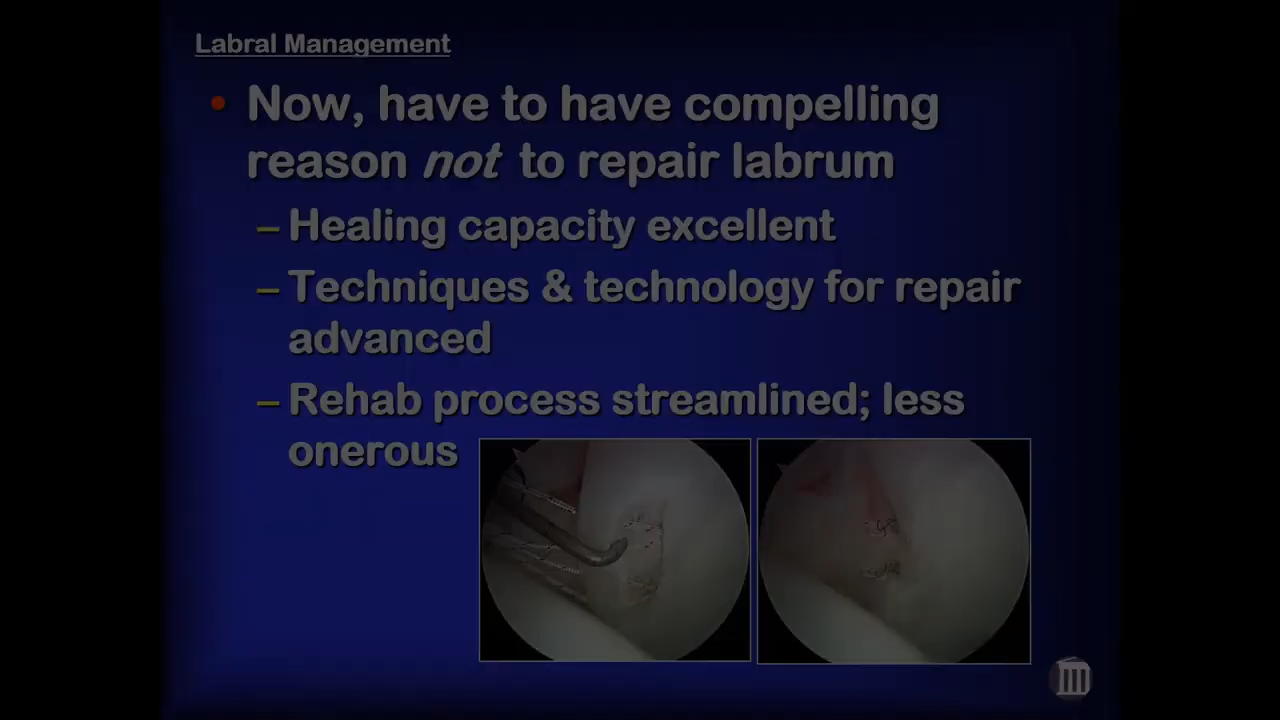 Labral Management
• Now, have to have compelling
reason not to repair labrum
– Healing capacity excellent
– Techniques & technology for repair
advanced
– Rehab process streamlined; less
onerous